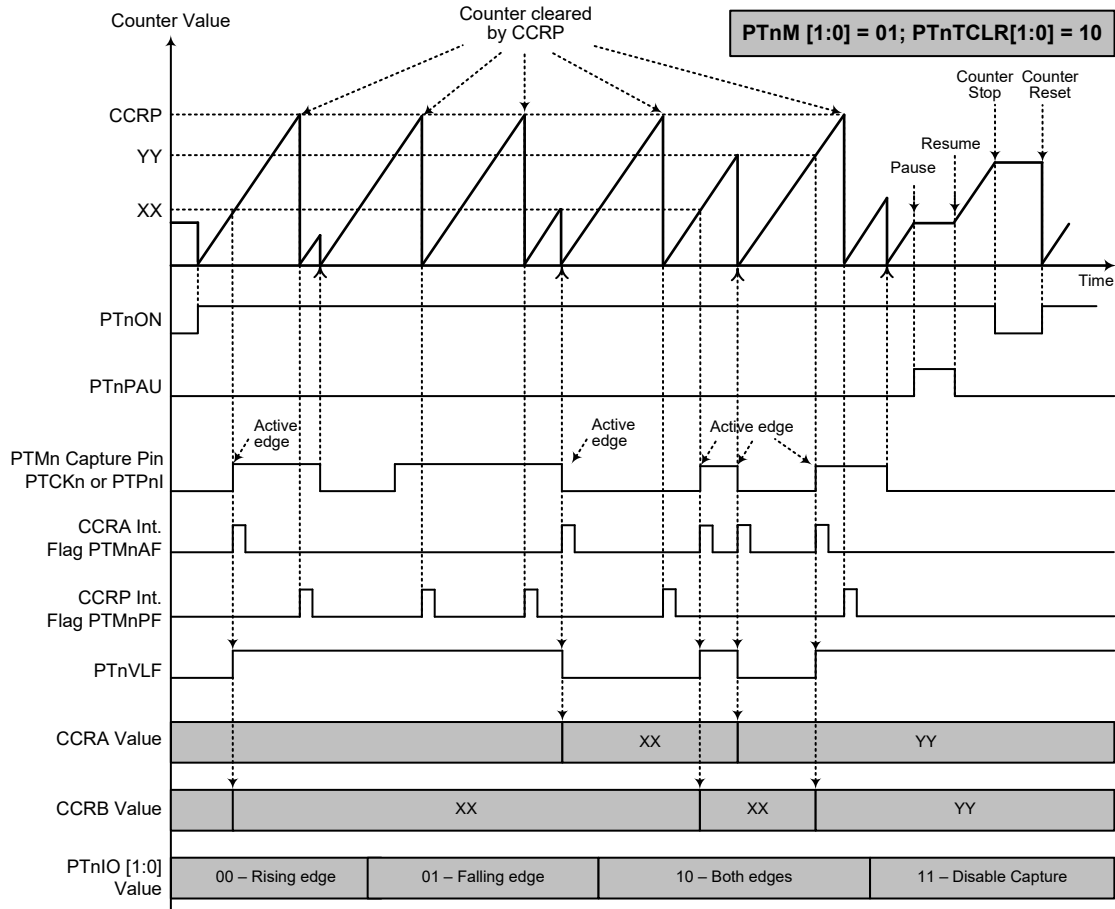 Counter Value
Counter cleared
by CCRP
PTnM [1:0] = 01; PTnTCLR[1:0] = 10
Counter
Stop
Counter
Reset
CCRP
YY
XX
Pause
Resume
Time
PTnON
PTnPAU
Active
edge
Active
edge
Active edge
PTMn Capture Pin
PTCKn or PTPnI
CCRA Int.
Flag PTMnAF
CCRP Int.
Flag PTMnPF
PTnVLF
CCRA Value
XX
YY
CCRB Value
XX
XX
YY
PTnIO [1:0]
Value
00 – Rising edge
01 – Falling edge
10 – Both edges
11 – Disable Capture